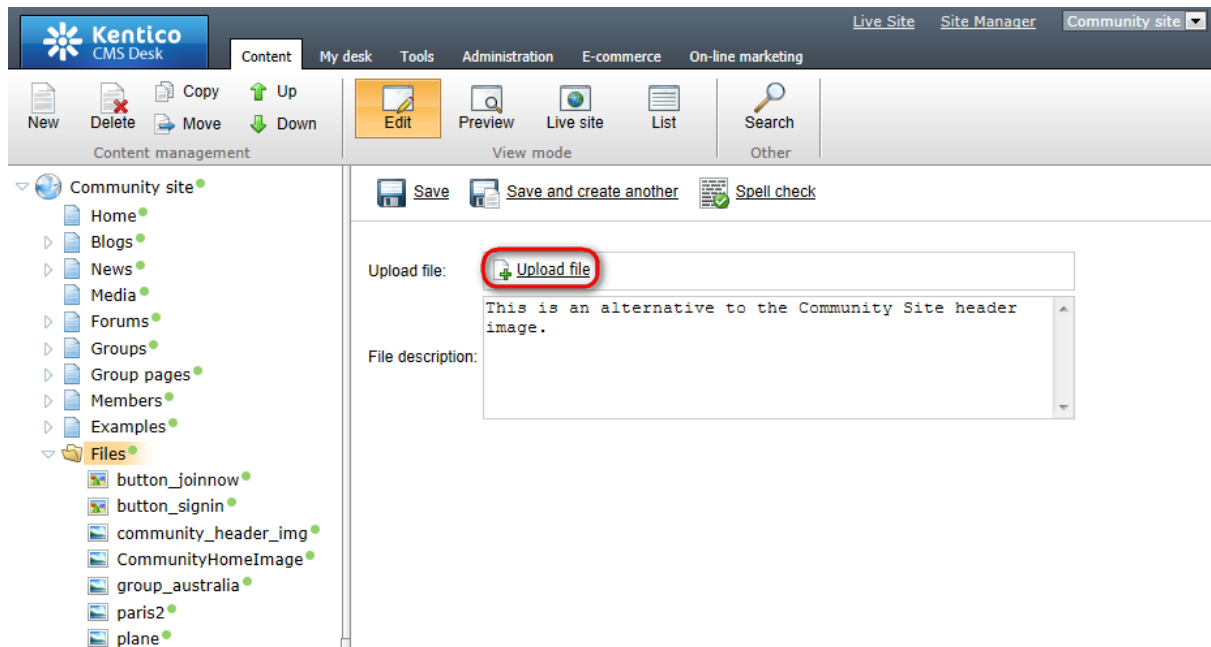 Kentico
CMS Desk
Live Site Site Manager Community site
Content My desk Tools Administration E-commerce On-line marketing
New Delete Copy Move Up Down
Content management
Edit Preview Live site List
View mode
Search
Other
Community site
Home
Blogs
News
Media
Forums
Groups
Group pages
Members
Examples
Files
button_joinnow
button_signin
community_header_img
CommunityHomeImage
group_australia
paris2
plane
Save Save and create another Spell check
Upload file: Upload file
File description:
This is an alternative to the Community Site header
image.